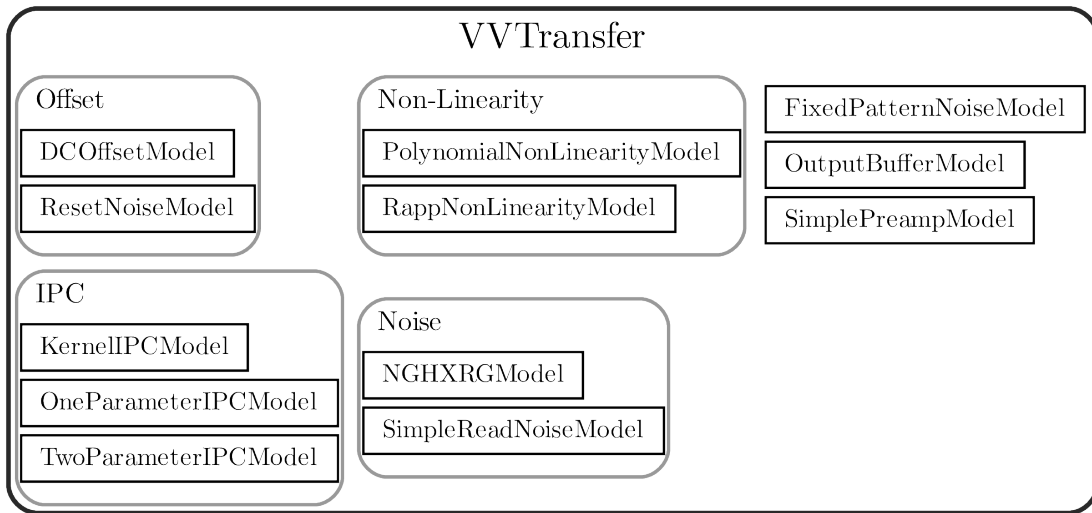 VVTransfer
Offset
DCOffsetModel
ResetNoiseModel
Non-Linearity
PolynomialNonLinearityModel
RappNonLinearityModel
FixedPatternNoiseModel
OutputBufferModel
SimplePreampModel
IPC
KernelIPCModel
OneParameterIPCModel
TwoParameterIPCModel
Noise
NGHXRGModel
SimpleReadNoiseModel